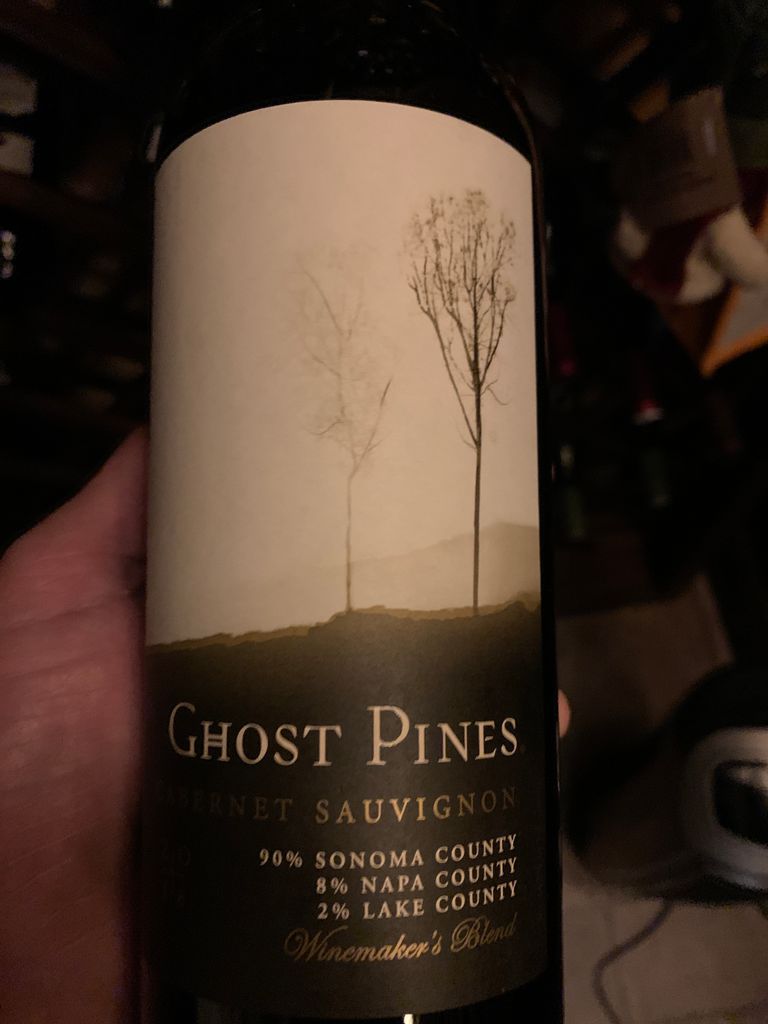 GHOST PINES
CABERNET SAUVIGNON
90% SONOMA COUNTY
8% NAPA COUNTY
2% LAKE COUNTY
Winemaker's Blend